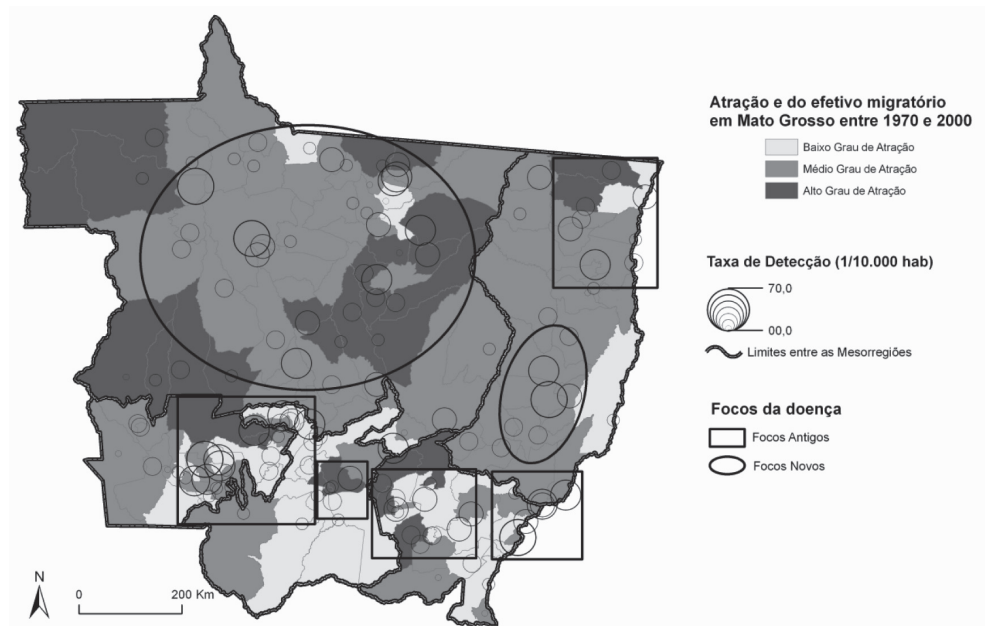 Atração e do efetivo migratório
em Mato Grosso entre 1970 e 2000
Baixo Grau de Atração
Médio Grau de Atração
Alto Grau de Atração
Taxa de Detecção (1/10.000 hab)
70,0
00,0
Limites entre as Mesorregiões
Focos da doença
Focos Antigos
Focos Novos
N
0 200 Km